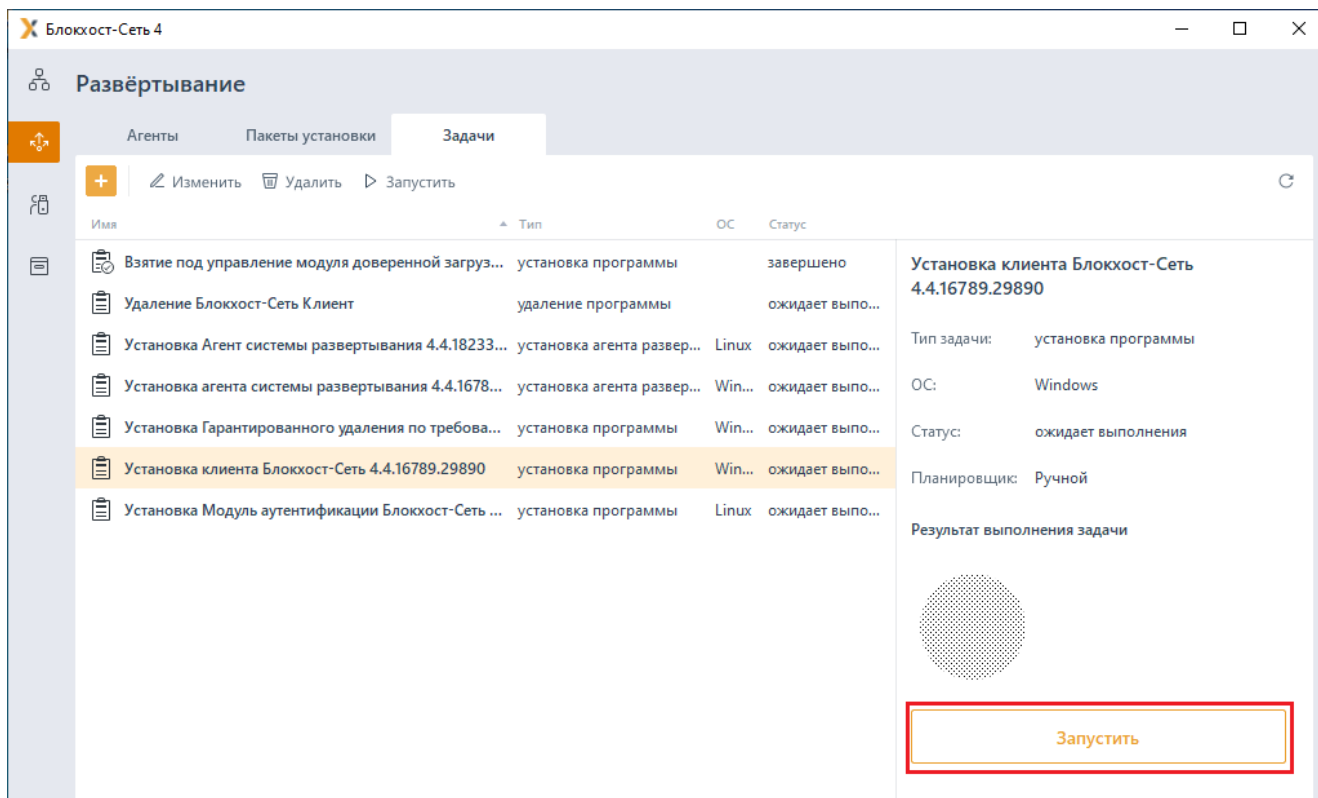 Блокхост-Сеть 4
Развёртывание
Агенты Пакеты установки Задачи
Изменить Удалить Запустить
Имя Тип ОС Статус
Взятие под управление модуля доверенной загруз... установка программы завершено
Удаление Блокхост-Сеть Клиент удаление программы ожидает выпо...
Установка Агент системы развертывания 4.4.18233... установка агента развер... Linux ожидает выпо...
Установка агента системы развертывания 4.4.1678... установка агента развер... Win... ожидает выпо...
Установка Гарантированного удаления по требова... установка программы Win... ожидает выпо...
Установка клиента Блокхост-Сеть 4.4.16789.29890 установка программы Win... ожидает выпо...
Установка Модуль аутентификации Блокхост-Сеть ... установка программы Linux ожидает выпо...
Установка клиента Блокхост-Сеть
4.4.16789.29890
Тип задачи: установка программы
ОС: Windows
Статус: ожидает выполнения
Планировщик: Ручной
Результат выполнения задачи
Запустить